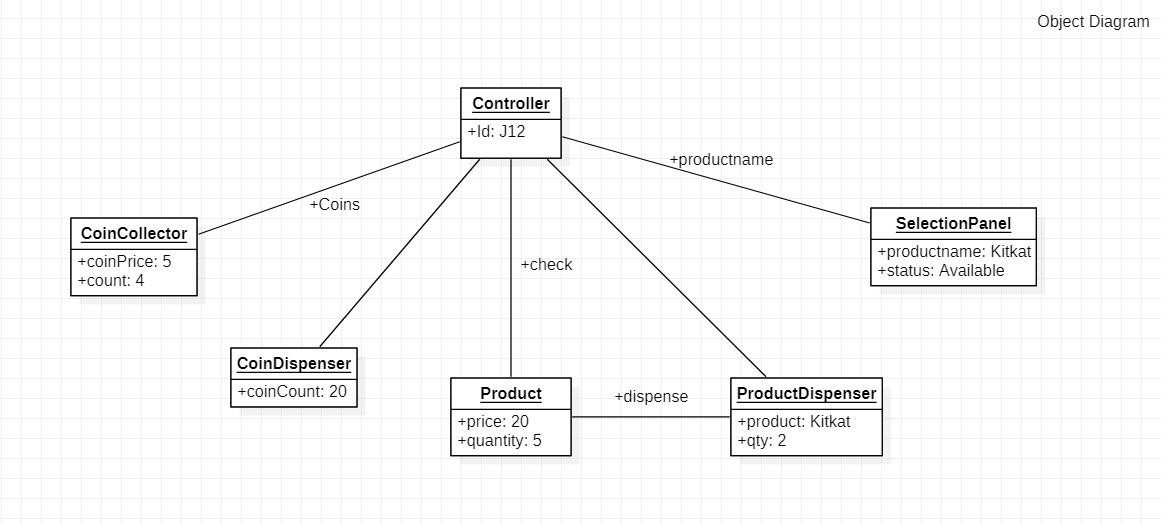 Object Diagram
Controller
+Id: J12
+productname
+Coins
CoinCollector
+coinPrice: 5
+count: 4
SelectionPanel
+productname: Kitkat
+status: Available
+check
CoinDispenser
+coinCount: 20
Product
+price: 20
+quantity: 5
+dispense
ProductDispenser
+product: Kitkat
+qty: 2